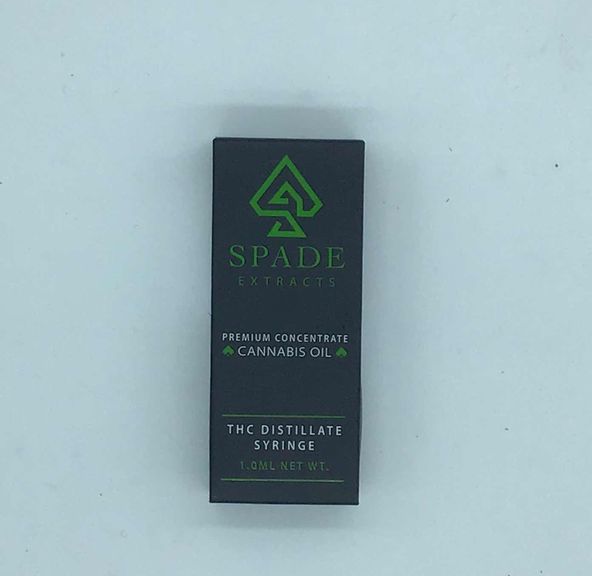 SPADE
EXTRACTS
PREMIUM CONCENTRATE
CANNABIS OIL
THC DISTILLATE
SYRINGE
1.0ML NET WT.